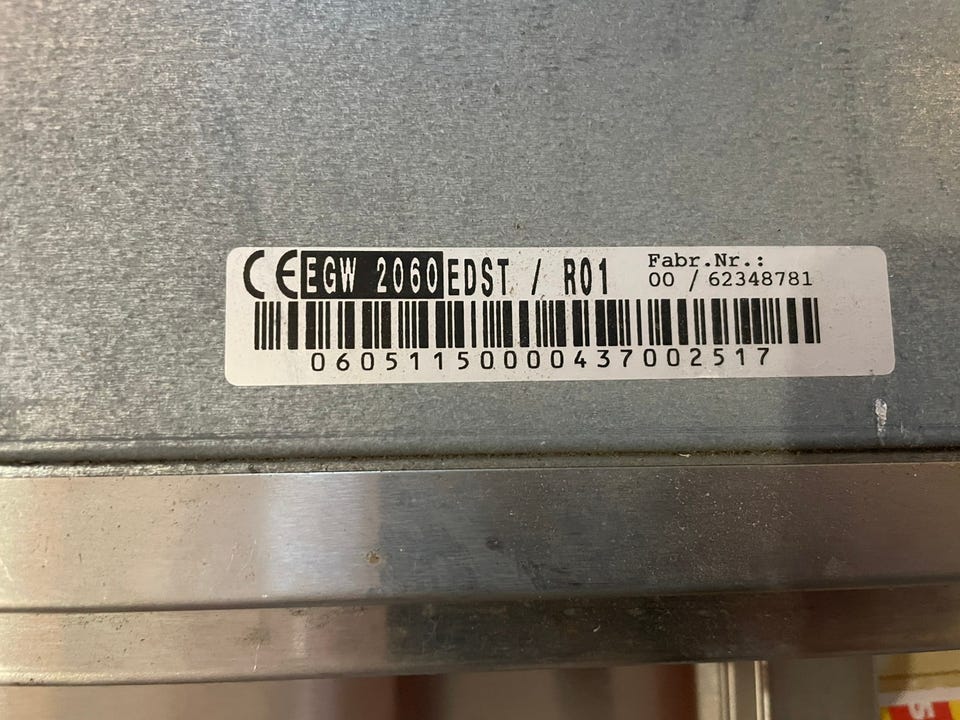 CE EGW 2060 EDST / R01
Fabr.Nr.:
00 / 62348781
06051150000437002517